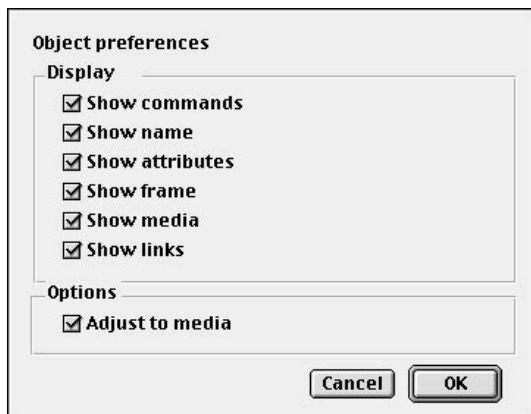 Object preferences
Display
Show commands
Show name
Show attributes
Show frame
Show media
Show links
Options
Adjust to media
Cancel OK